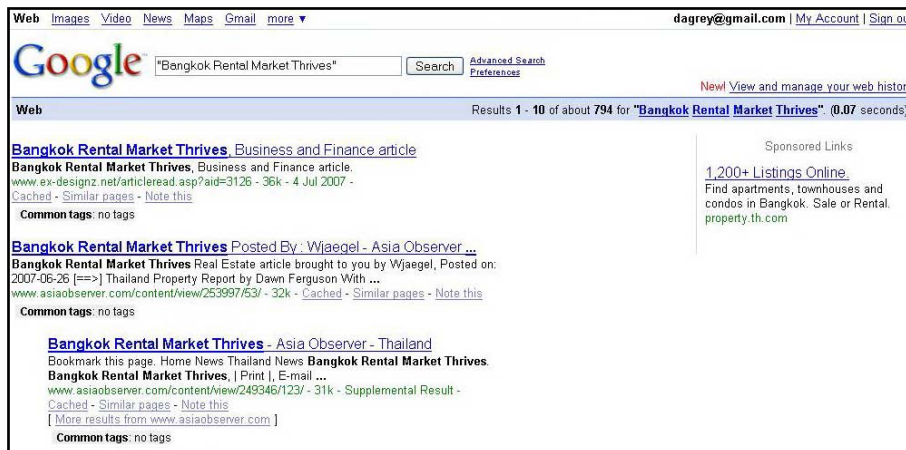 Web Images Video News Maps Gmail more ▼ dagrey@gmail.com | My Account | Sign ou
Google™ "Bangkok Rental Market Thrives" Search Advanced Search
Preferences
New! View and manage your web histor
Web Results 1 - 10 of about 794 for "Bangkok Rental Market Thrives". (0.07 seconds)
Bangkok Rental Market Thrives, Business and Finance article
Bangkok Rental Market Thrives, Business and Finance article.
www.ex-designz.net/articleread.asp?aid=3126 - 36k - 4 Jul 2007 -
Cached - Similar pages - Note this
Common tags: no tags
Bangkok Rental Market Thrives Posted By : Wjaegel - Asia Observer ...
Bangkok Rental Market Thrives Real Estate article brought to you by Wjaegel, Posted on:
2007-06-26 [==>] Thailand Property Report by Dawn Ferguson With ...
www.asiaobserver.com/content/view/253997/53/ - 32k - Cached - Similar pages - Note this
Common tags: no tags
Bangkok Rental Market Thrives - Asia Observer - Thailand
Bookmark this page. Home News Thailand News Bangkok Rental Market Thrives.
Bangkok Rental Market Thrives, | Print |, E-mail ...
www.asiaobserver.com/content/view/249346/123/ - 31k - Supplemental Result -
Cached - Similar pages - Note this
[ More results from www.asiaobserver.com ]
Common tags: no tags
Sponsored Links
1,200+ Listings Online.
Find apartments, townhouses and
condos in Bangkok. Sale or Rental.
property.th.com